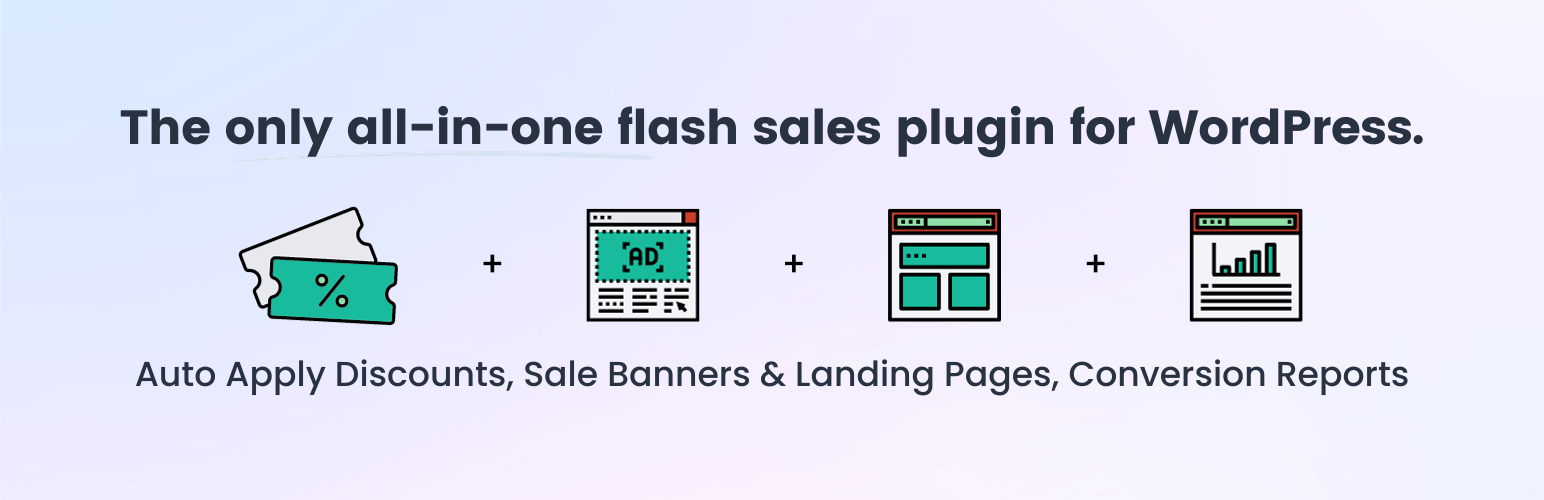 The only all-in-one flash sales plugin for WordPress.
%
+
AD
+
+
Auto Apply Discounts, Sale Banners & Landing Pages, Conversion Reports